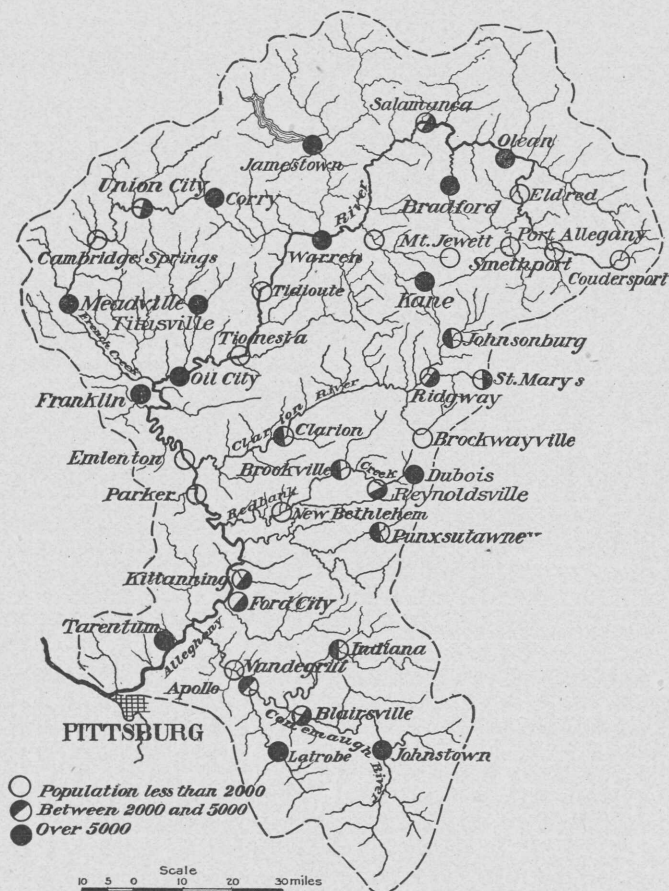 Salamanca
Olean
Jamestown
Union City
Corry
Bradford
Eldred
River
Cambridge Springs
Warren
Mt. Jewett
Port Allegany
Smethport
Coudersport
Meadville
Titusville
Tidioute
Kane
French Creek
Tionesta
Johnsonburg
Oil City
Franklin
Ridgway
St. Marys
Clarion River
Clarion
Brockwayville
Emlenton
Brookville
Creek
Dubois
Parker
Reynoldsville
Redbank
New Bethlehem
Punxsutawney
Kittanning
Ford City
Tarentum
Allegheny
Indiana
Vandegrift
Apollo
Blairsville
Conemaugh River
PITTSBURG
Latrobe
Johnstown
Population less than 2000
Between 2000 and 5000
Over 5000
Scale
10 5 0 10 20 30 miles